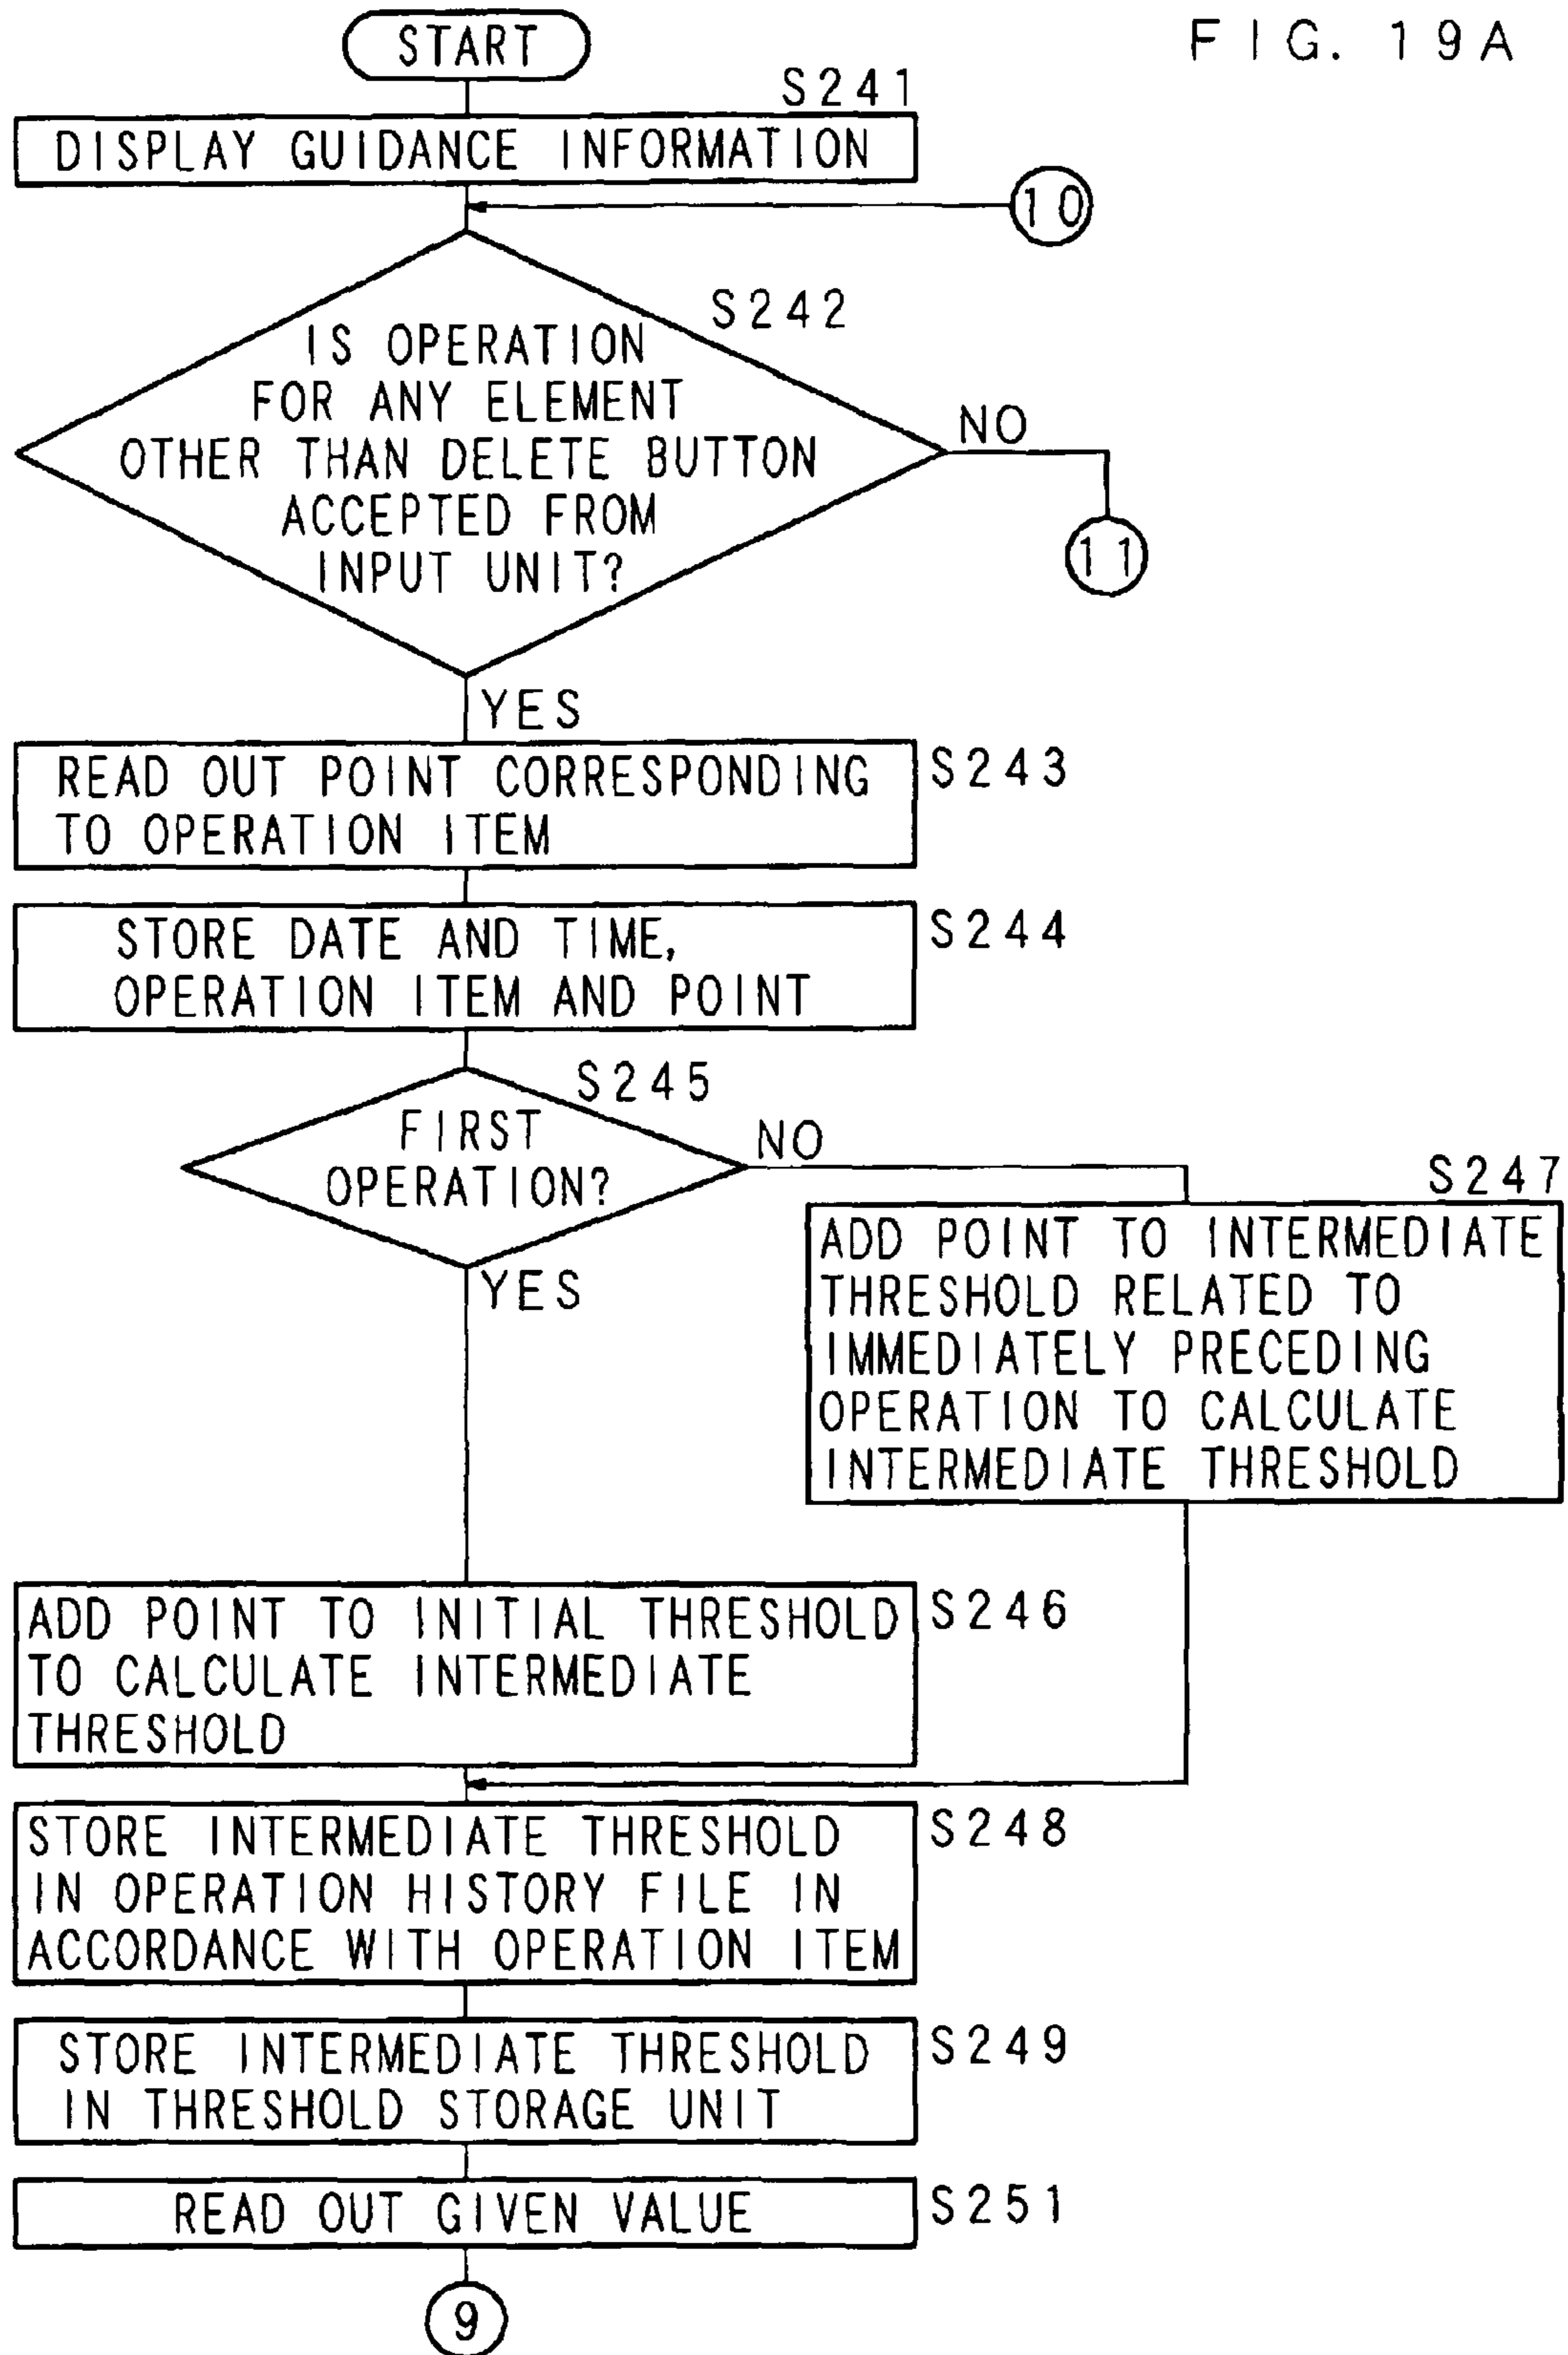 FIG. 19A
START
S241
DISPLAY GUIDANCE INFORMATION
10
S242
IS OPERATION
FOR ANY ELEMENT
OTHER THAN DELETE BUTTON
ACCEPTED FROM
INPUT UNIT?
NO
11
YES
READ OUT POINT CORRESPONDING
TO OPERATION ITEM
S243
STORE DATE AND TIME,
OPERATION ITEM AND POINT
S244
S245
FIRST
OPERATION?
NO
YES
S247
ADD POINT TO INTERMEDIATE
THRESHOLD RELATED TO
IMMEDIATELY PRECEDING
OPERATION TO CALCULATE
INTERMEDIATE THRESHOLD
ADD POINT TO INITIAL THRESHOLD
TO CALCULATE INTERMEDIATE
THRESHOLD
S246
STORE INTERMEDIATE THRESHOLD
IN OPERATION HISTORY FILE IN
ACCORDANCE WITH OPERATION ITEM
S248
STORE INTERMEDIATE THRESHOLD
IN THRESHOLD STORAGE UNIT
S249
READ OUT GIVEN VALUE
S251
9